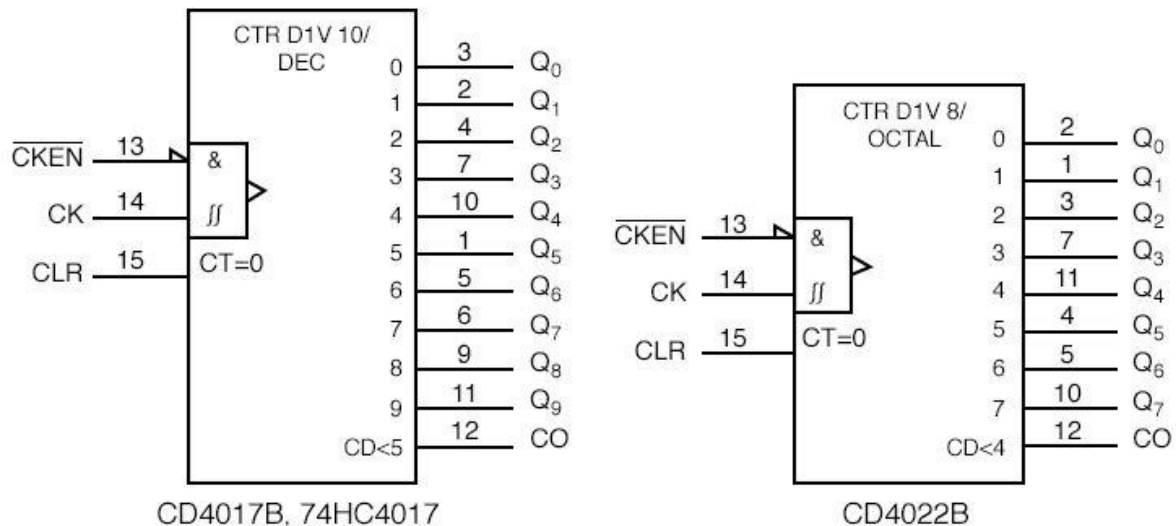 CTR D1V 10/
DEC
CKEN 13 &
CK 14 ∫∫
CLR 15 CT=0
0 3 Q0
1 2 Q1
2 4 Q2
3 7 Q3
4 10 Q4
5 1 Q5
6 5 Q6
7 6 Q7
8 9 Q8
9 11 Q9
CD<5 12 CO
CD4017B, 74HC4017
CTR D1V 8/
OCTAL
CKEN 13 &
CK 14 ∫∫
CLR 15 CT=0
0 2 Q0
1 1 Q1
2 3 Q2
3 7 Q3
4 11 Q4
5 4 Q5
6 5 Q6
7 10 Q7
CD<4 12 CO
CD4022B